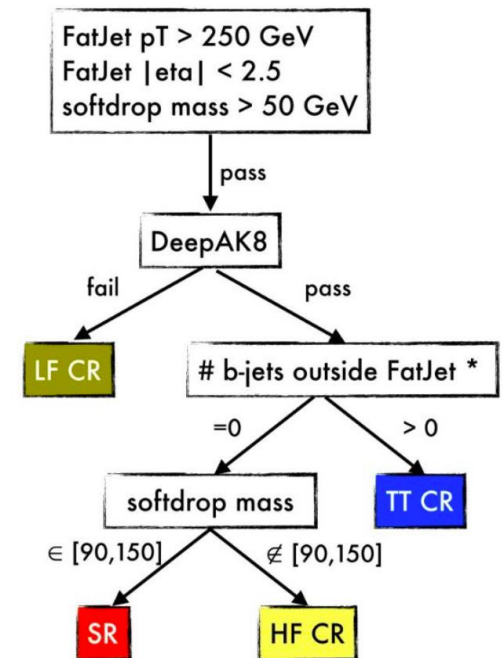 FatJet pT > 250 GeV
FatJet |eta| < 2.5
softdrop mass > 50 GeV
pass
DeepAK8
fail
pass
LF CR
# b-jets outside FatJet *
=0
> 0
softdrop mass
TT CR
∈ [90,150]
∉ [90,150]
SR
HF CR